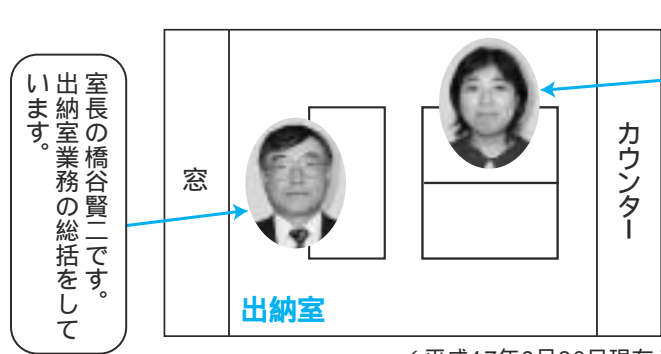 室長の橋谷賢二です。
出納室業務の総括をして
います。
窓
カウンター
出納室